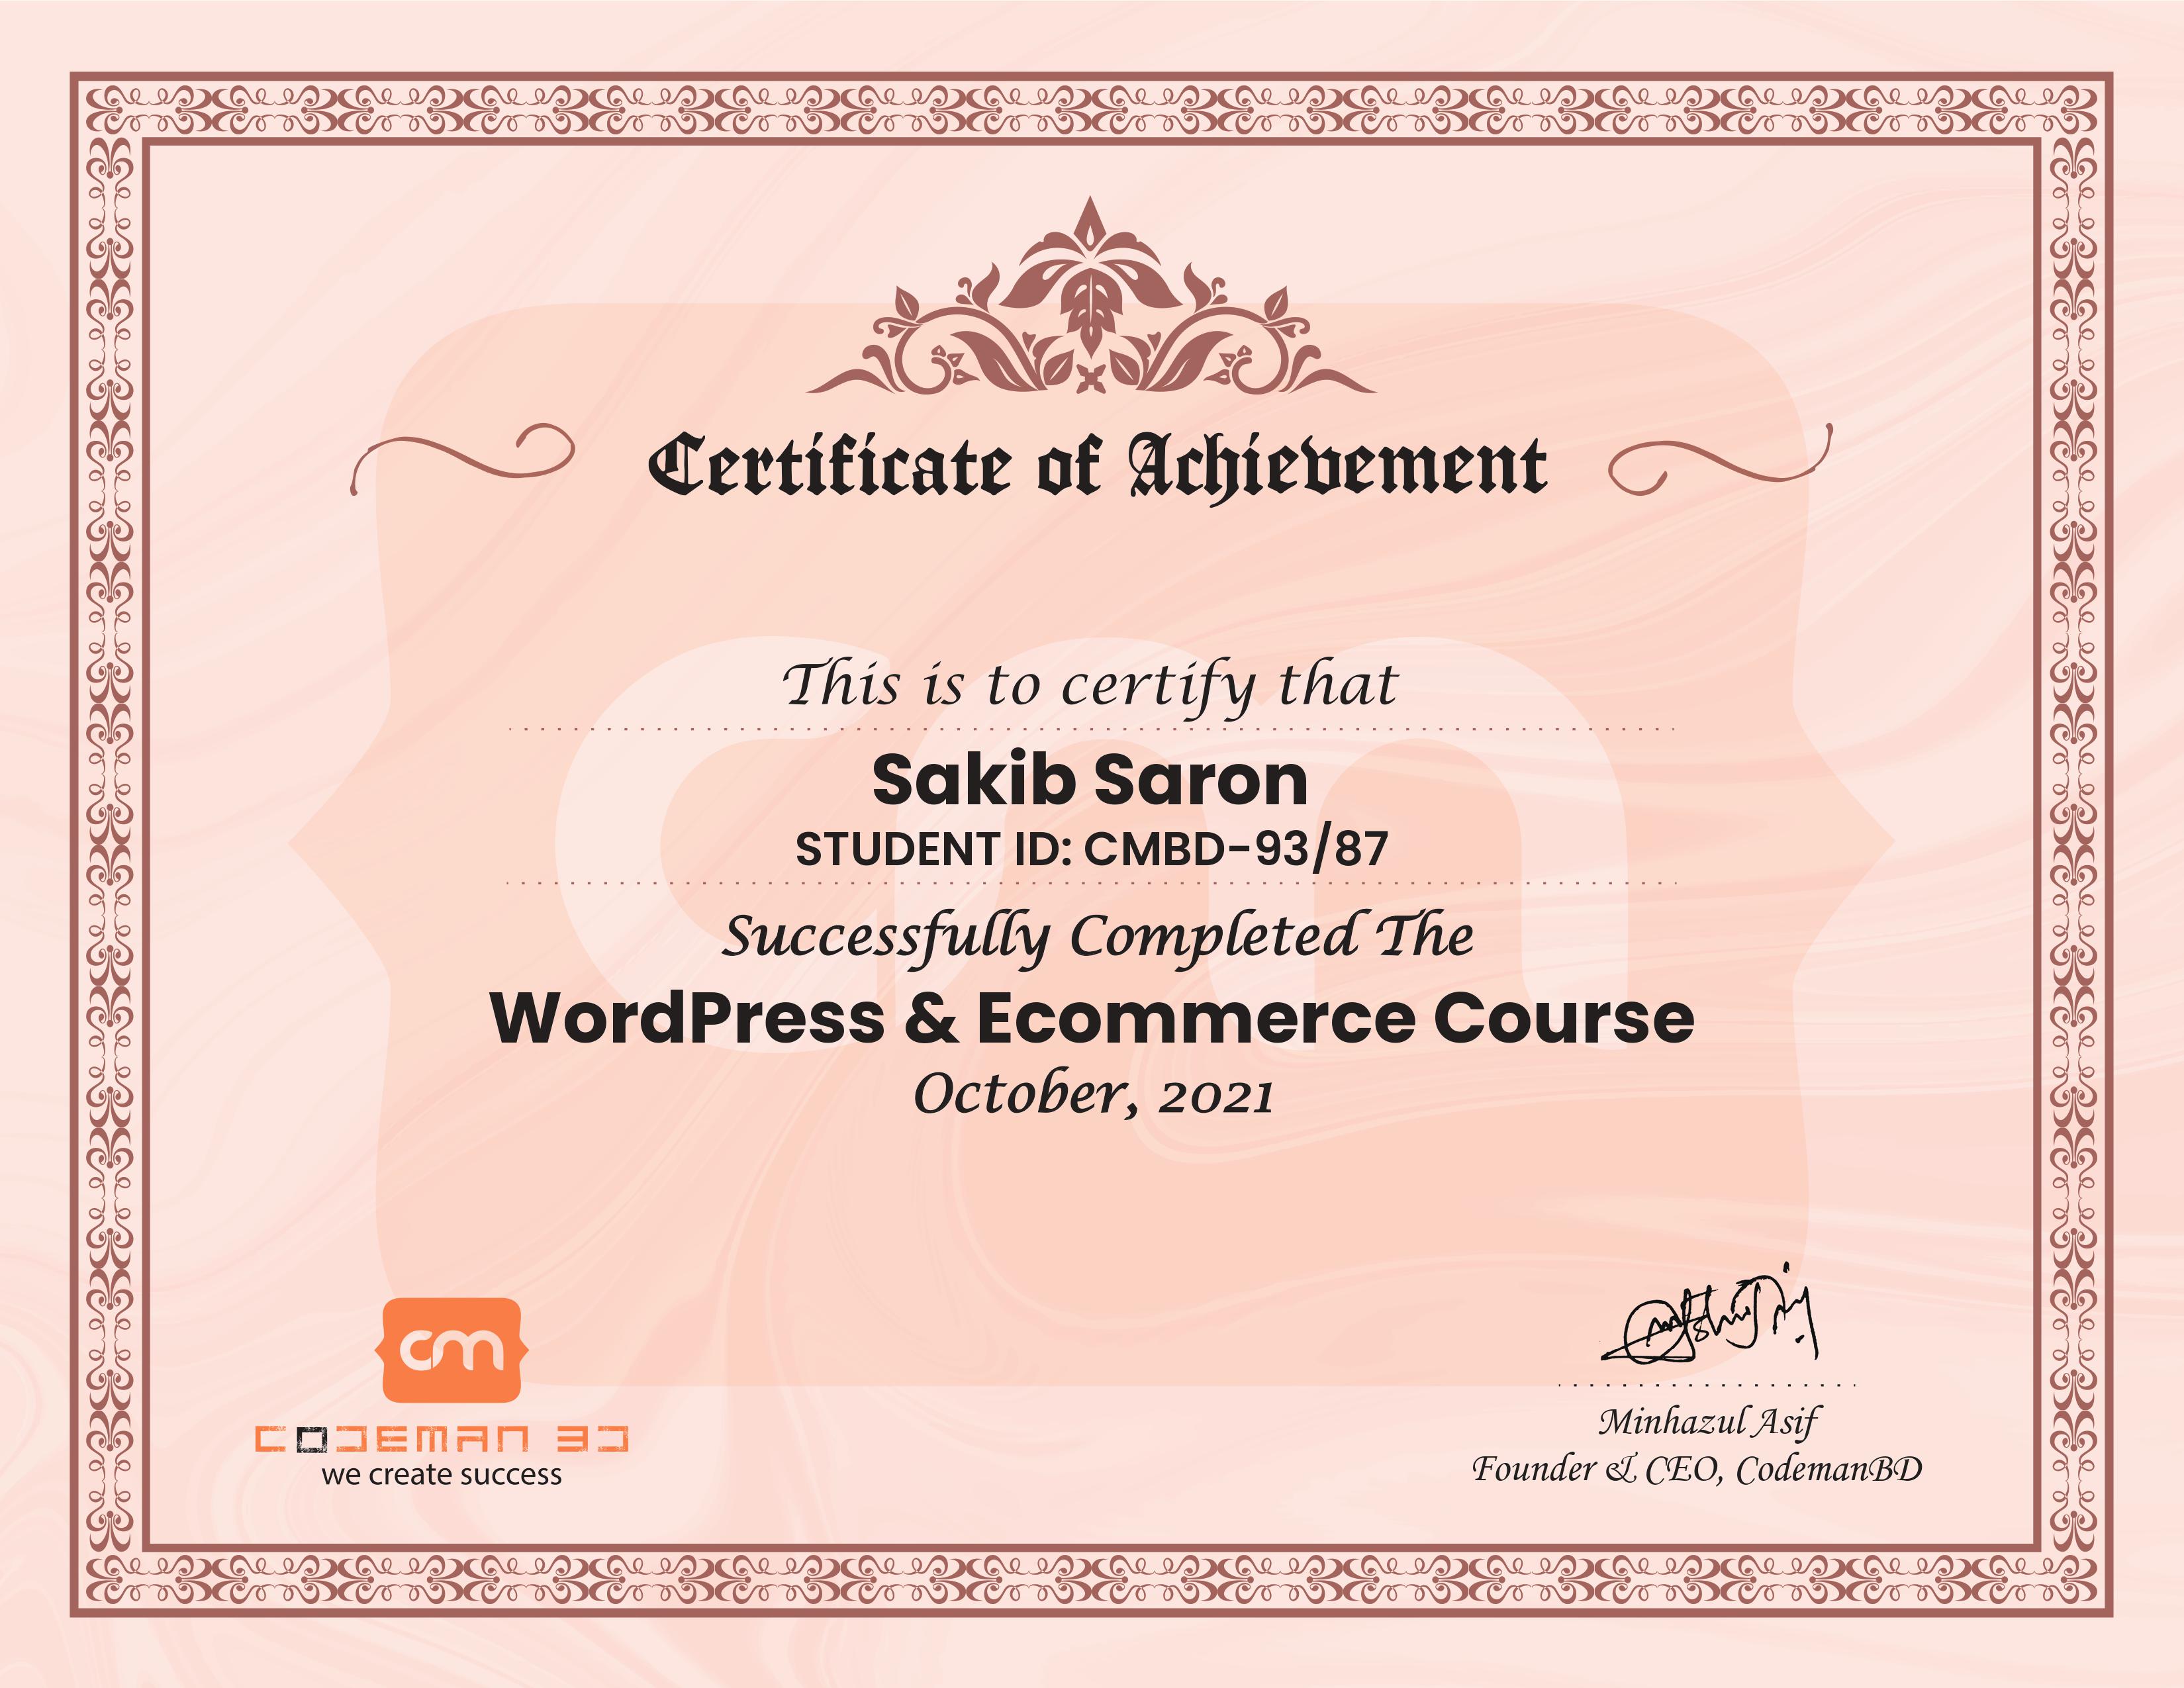 Certificate of Achievement
This is to certify that
Sakib Saron
STUDENT ID: CMBD-93/87
Successfully Completed The
WordPress & Ecommerce Course
October, 2021
cm
CODEMAN BD
we create success
Minhazul Asif
Founder & CEO, CodemanBD